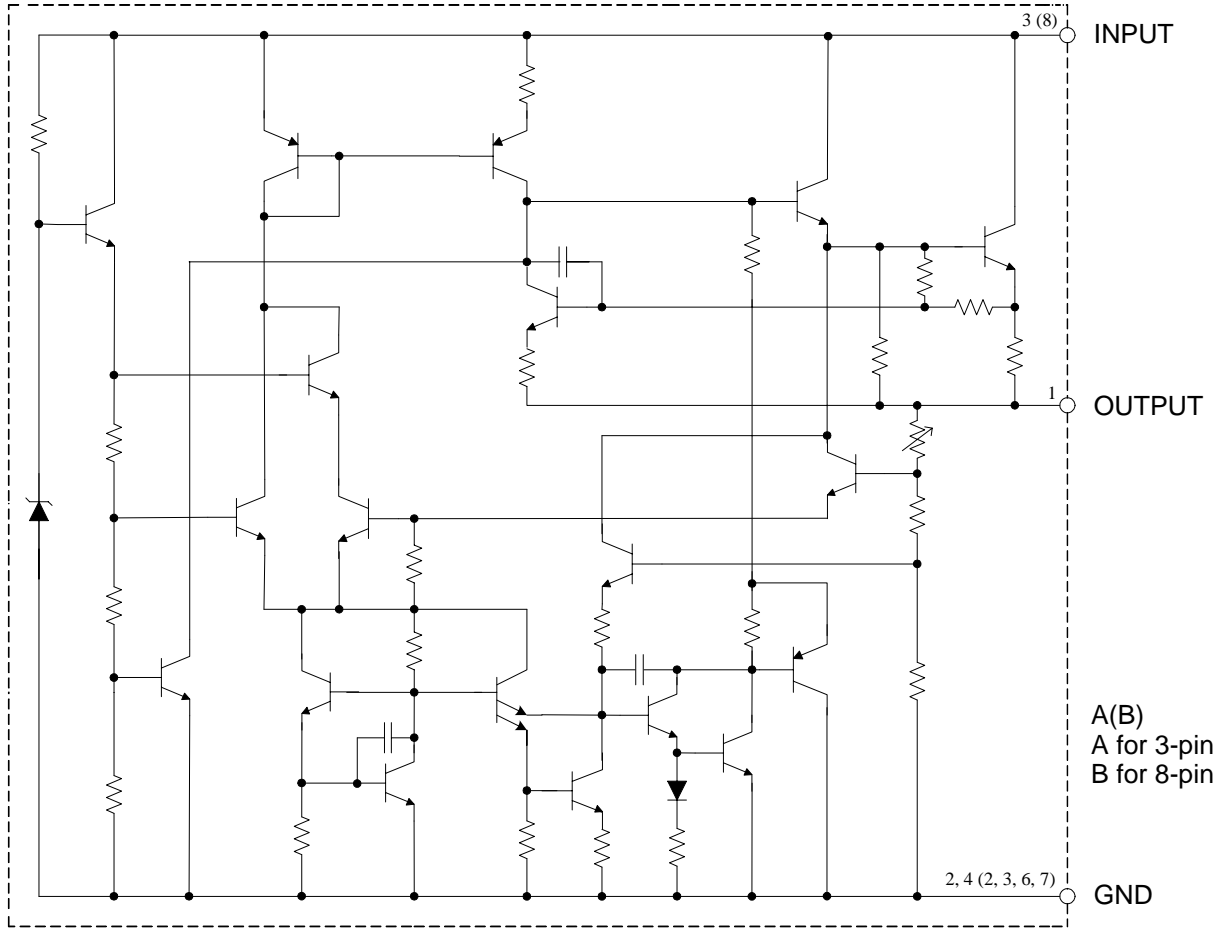 3 (8)
INPUT
1
OUTPUT
A(B)
A for 3-pin
B for 8-pin
2, 4 (2, 3, 6, 7)
GND